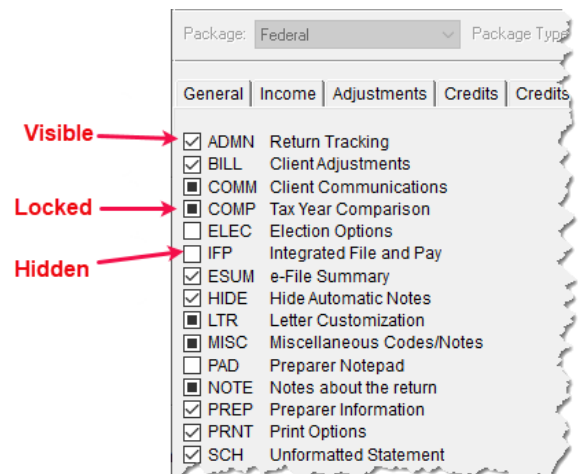 Package: Federal Package Type
General Income Adjustments Credits Credits
Visible
ADMN Return Tracking
BILL Client Adjustments
COMM Client Communications
Locked
COMP Tax Year Comparison
ELEC Election Options
Hidden
IFP Integrated File and Pay
ESUM e-File Summary
HIDE Hide Automatic Notes
LTR Letter Customization
MISC Miscellaneous Codes/Notes
PAD Preparer Notepad
NOTE Notes about the return
PREP Preparer Information
PRNT Print Options
SCH Unformatted Statement